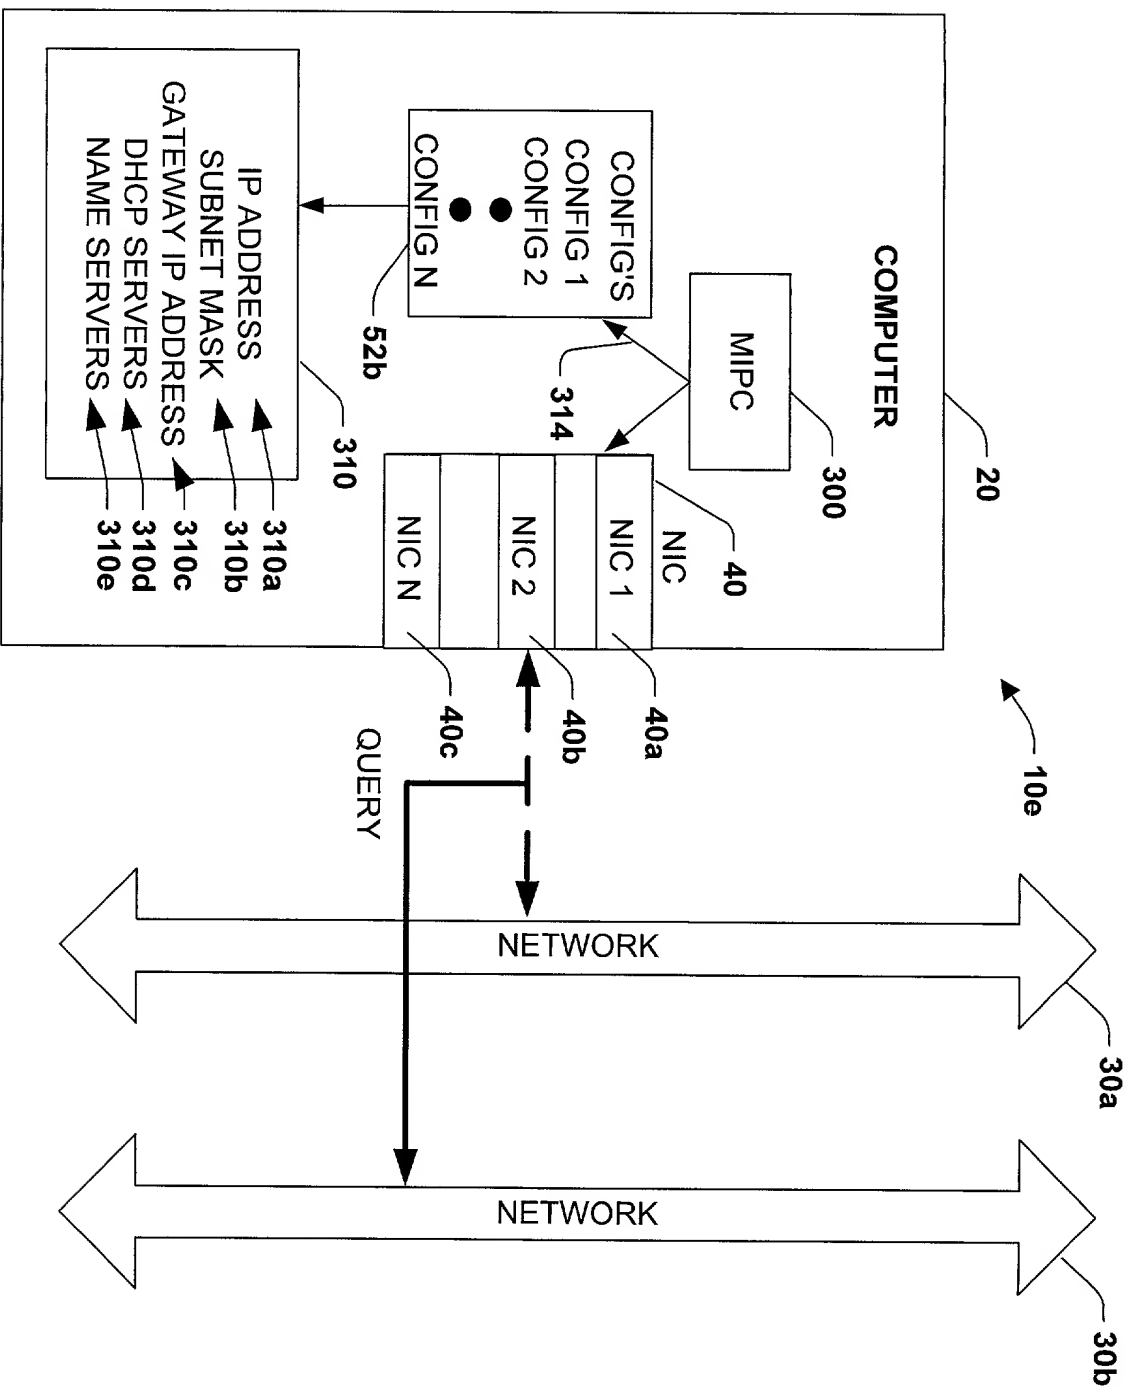 COMPUTER
20
10e
MIPC
300
314
CONFIG'S
CONFIG 1
CONFIG 2
CONFIG N
52b
NIC
40
NIC 1
40a
NIC 2
40b
NIC N
40c
310
IP ADDRESS
310a
SUBNET MASK
310b
GATEWAY IP ADDRESS
310c
DHCP SERVERS
310d
NAME SERVERS
310e
QUERY
NETWORK
30a
NETWORK
30b